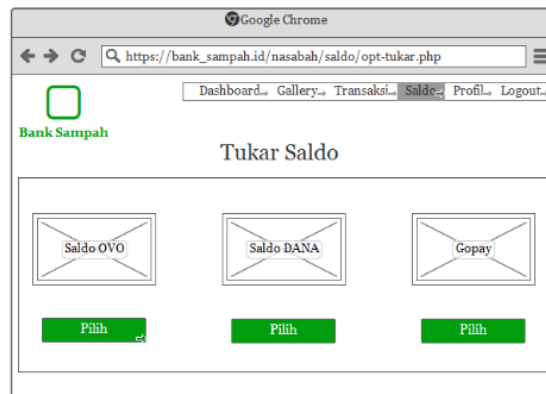 Google Chrome
https://bank_sampah.id/nasabah/saldo/opt-tukar.php
Dashboard Gallery Transaksi Saldo Profil Logout
Bank Sampah
Tukar Saldo
Saldo OVO Saldo DANA Gopay
Pilih Pilih Pilih